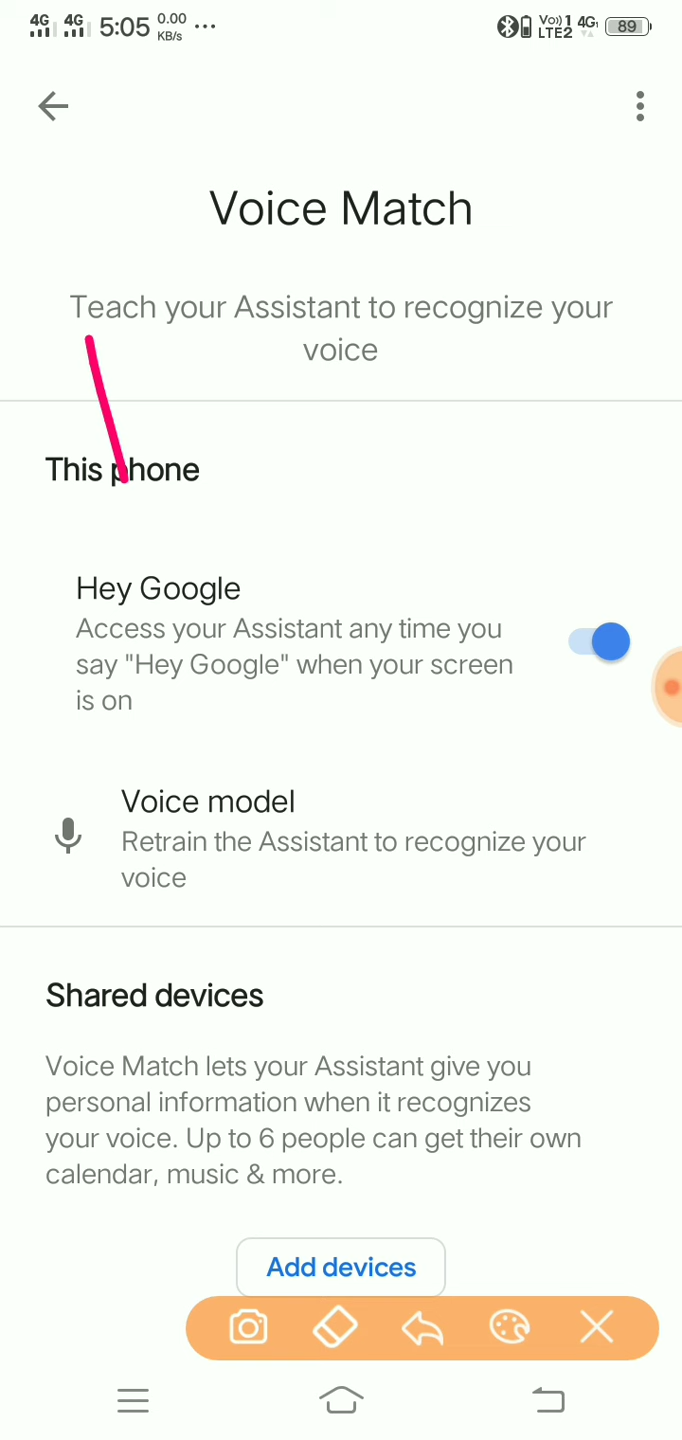 4G 4G 5:05 0.00 KB/s ... Vo)) 1 LTE2 4G 89
Voice Match
Teach your Assistant to recognize your
voice
This phone
Hey Google
Access your Assistant any time you
say "Hey Google" when your screen
is on
Voice model
Retrain the Assistant to recognize your
voice
Shared devices
Voice Match lets your Assistant give you
personal information when it recognizes
your voice. Up to 6 people can get their own
calendar, music & more.
Add devices